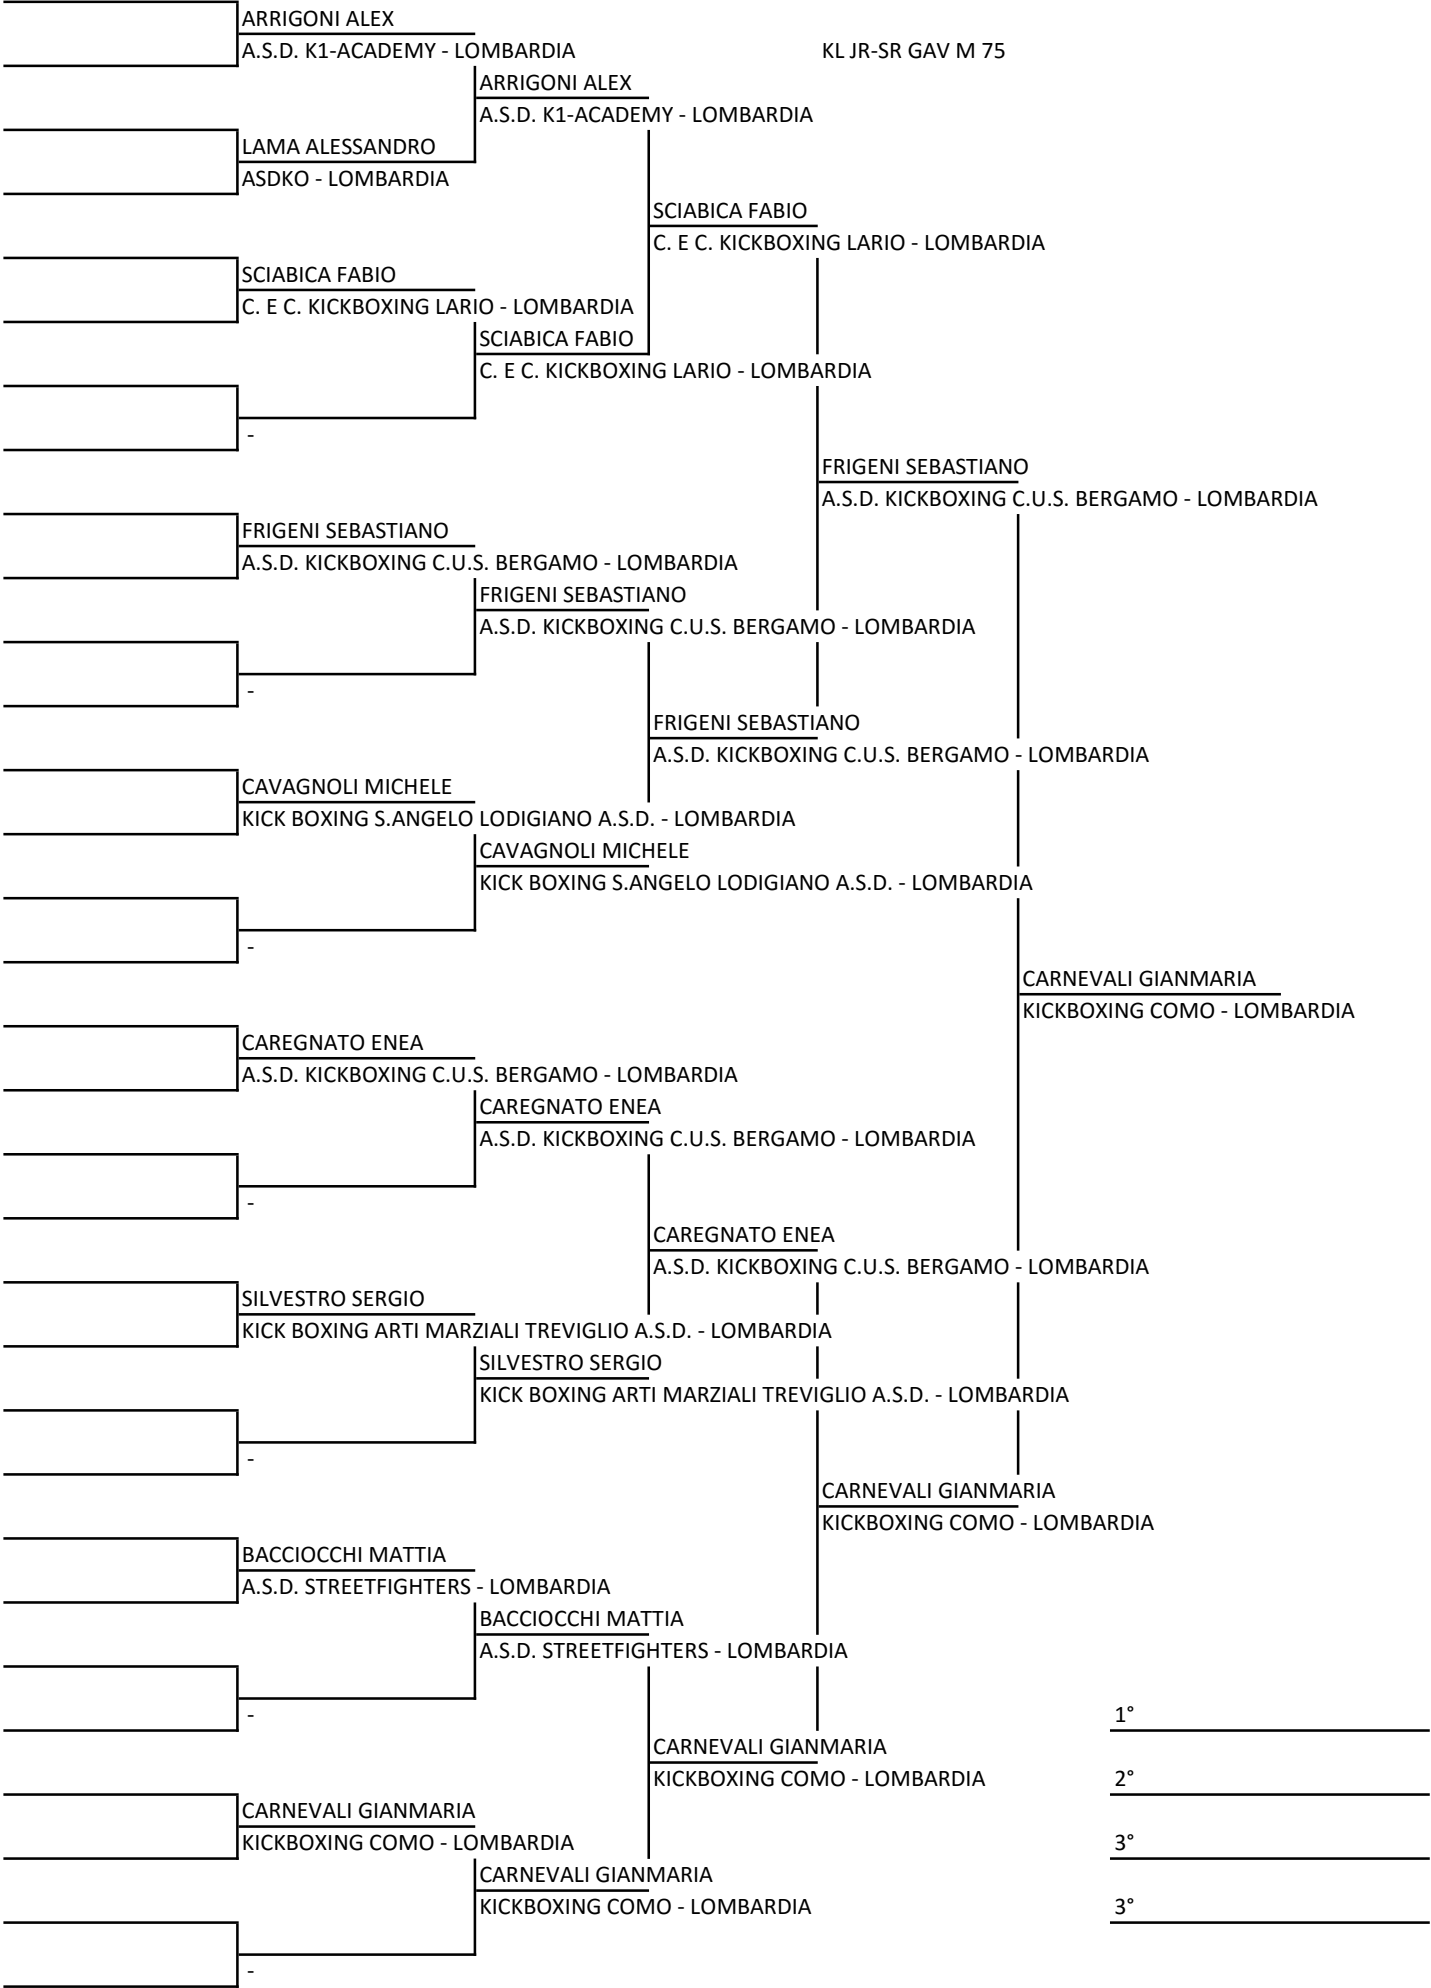 ARRIGONI ALEX
A.S.D. K1-ACADEMY - LOMBARDIA
KL JR-SR GAV M 75
ARRIGONI ALEX
A.S.D. K1-ACADEMY - LOMBARDIA
LAMA ALESSANDRO
ASDKO - LOMBARDIA
SCIABICA FABIO
C. E C. KICKBOXING LARIO - LOMBARDIA
SCIABICA FABIO
C. E C. KICKBOXING LARIO - LOMBARDIA
SCIABICA FABIO
C. E C. KICKBOXING LARIO - LOMBARDIA
-
FRIGENI SEBASTIANO
A.S.D. KICKBOXING C.U.S. BERGAMO - LOMBARDIA
FRIGENI SEBASTIANO
A.S.D. KICKBOXING C.U.S. BERGAMO - LOMBARDIA
FRIGENI SEBASTIANO
A.S.D. KICKBOXING C.U.S. BERGAMO - LOMBARDIA
-
FRIGENI SEBASTIANO
A.S.D. KICKBOXING C.U.S. BERGAMO - LOMBARDIA
CAVAGNOLI MICHELE
KICK BOXING S.ANGELO LODIGIANO A.S.D. - LOMBARDIA
CAVAGNOLI MICHELE
KICK BOXING S.ANGELO LODIGIANO A.S.D. - LOMBARDIA
-
CARNEVALI GIANMARIA
KICKBOXING COMO - LOMBARDIA
CAREGNATO ENEA
A.S.D. KICKBOXING C.U.S. BERGAMO - LOMBARDIA
CAREGNATO ENEA
A.S.D. KICKBOXING C.U.S. BERGAMO - LOMBARDIA
-
CAREGNATO ENEA
A.S.D. KICKBOXING C.U.S. BERGAMO - LOMBARDIA
SILVESTRO SERGIO
KICK BOXING ARTI MARZIALI TREVIGLIO A.S.D. - LOMBARDIA
SILVESTRO SERGIO
KICK BOXING ARTI MARZIALI TREVIGLIO A.S.D. - LOMBARDIA
-
CARNEVALI GIANMARIA
KICKBOXING COMO - LOMBARDIA
BACCIOCCHI MATTIA
A.S.D. STREETFIGHTERS - LOMBARDIA
BACCIOCCHI MATTIA
A.S.D. STREETFIGHTERS - LOMBARDIA
-
1°
CARNEVALI GIANMARIA
KICKBOXING COMO - LOMBARDIA
2°
CARNEVALI GIANMARIA
KICKBOXING COMO - LOMBARDIA
3°
CARNEVALI GIANMARIA
KICKBOXING COMO - LOMBARDIA
3°
-